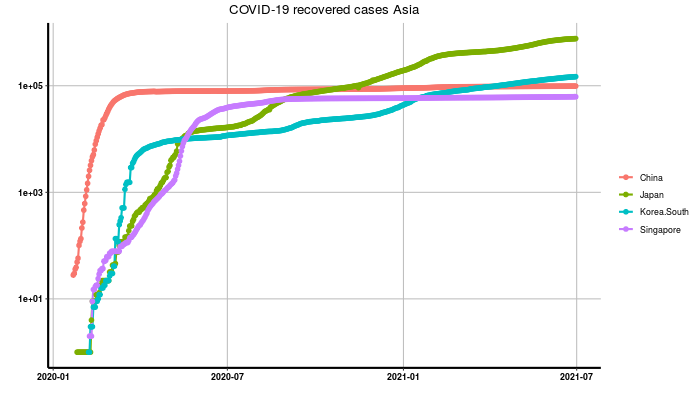 COVID-19 recovered cases Asia
1e+05
1e+03
1e+01
2020-01
2020-07
2021-01
2021-07
China
Japan
Korea.South
Singapore